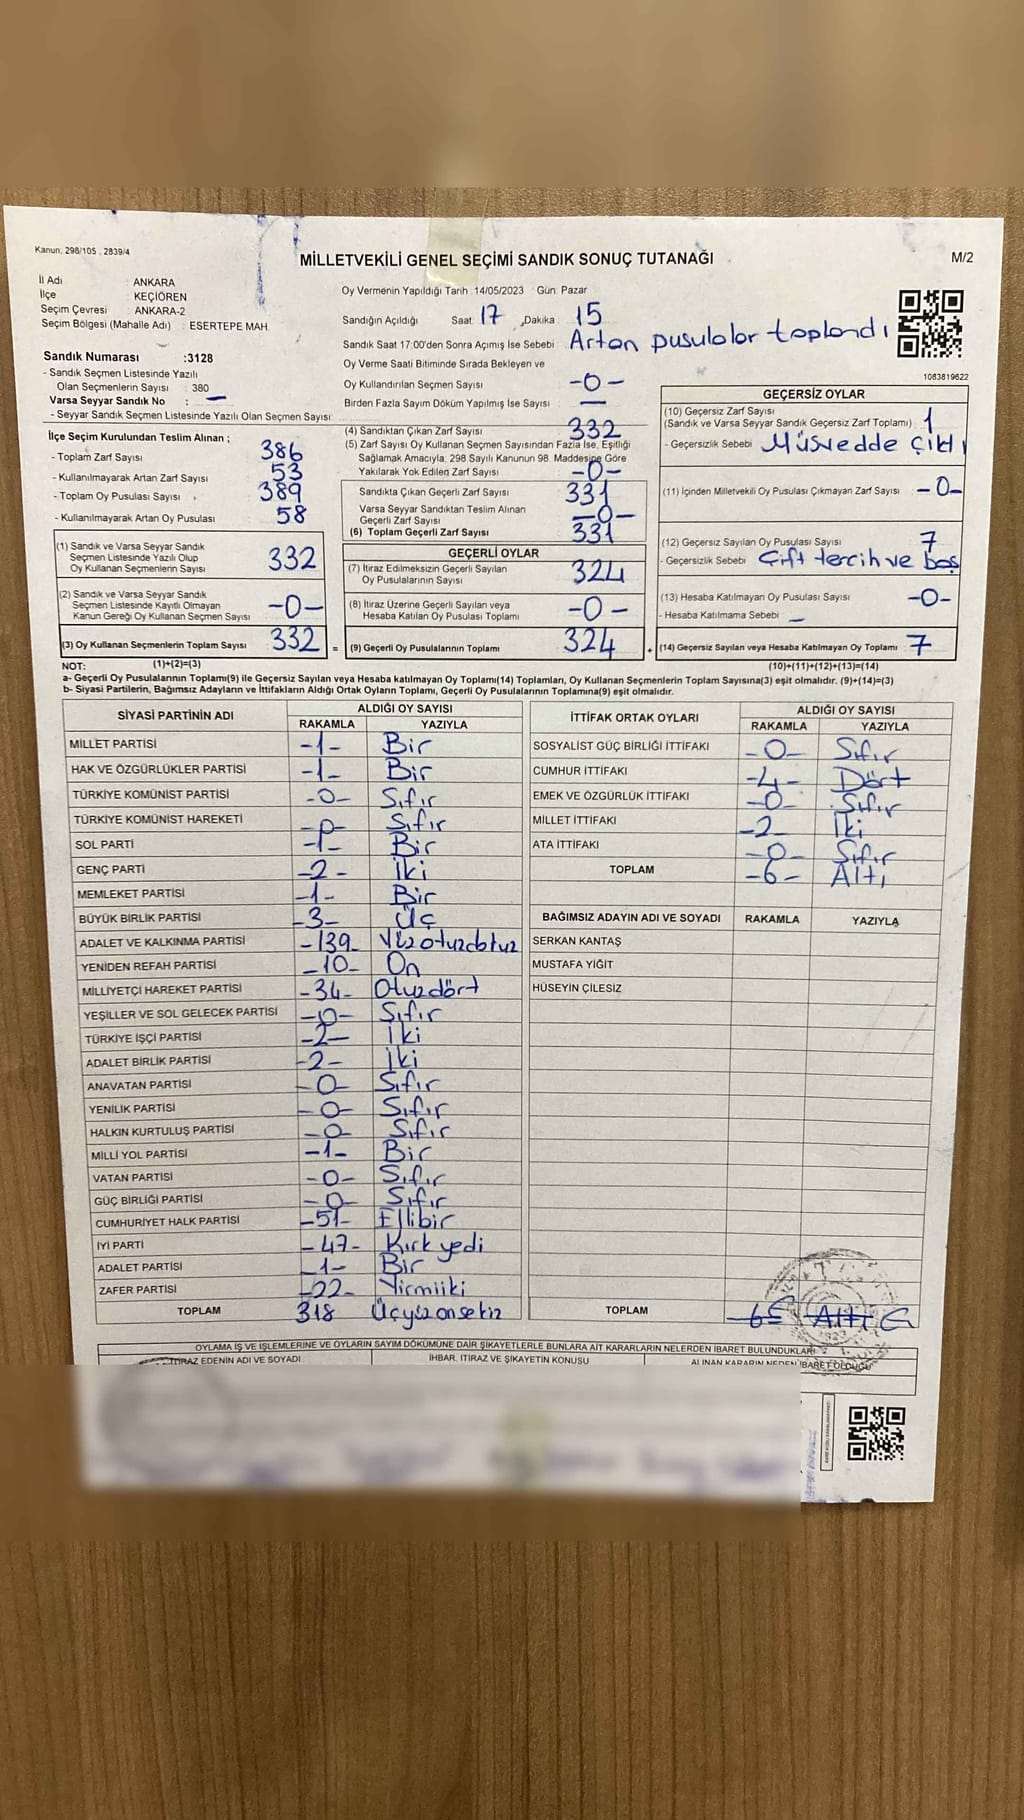 Kanun: 298/105 , 2839/4
MİLLETVEKİLİ GENEL SEÇİMİ SANDIK SONUÇ TUTANAĞI
M/2
İl Adı : ANKARA
İlçe : KEÇİÖREN
Seçim Çevresi : ANKARA-2
Seçim Bölgesi (Mahalle Adı) : ESERTEPE MAH.
Sandık Numarası :3128
- Sandık Seçmen Listesinde Yazılı
Olan Seçmenlerin Sayısı : 380
Varsa Seyyar Sandık No : —
- Seyyar Sandık Seçmen Listesinde Yazılı Olan Seçmen Sayısı:
Oy Vermenin Yapıldığı Tarih :14/05/2023 Gün: Pazar
Sandığın Açıldığı Saat: 17 ,Dakika : 15
Sandık Saat 17:00'den Sonra Açımış İse Sebebi : Artan pusulalar toplandı
Oy Verme Saati Bitiminde Sırada Bekleyen ve
Oy Kullandırılan Seçmen Sayısı : -0-
Birden Fazla Sayım Döküm Yapılmış İse Sayısı : —
1083819622
İlçe Seçim Kurulundan Teslim Alınan ;
- Toplam Zarf Sayısı : 386
- Kullanılmayarak Artan Zarf Sayısı : 53
- Toplam Oy Pusulası Sayısı : 389
- Kullanılmayarak Artan Oy Pusulası : 58
(1) Sandık ve Varsa Seyyar Sandık
Seçmen Listesinde Yazılı Olup
Oy Kullanan Seçmenlerin Sayısı : 332
(2) Sandık ve Varsa Seyyar Sandık
Seçmen Listesinde Kayıtlı Olmayan
Kanun Gereği Oy Kullanan Seçmen Sayısı : -0-
(3) Oy Kullanan Seçmenlerin Toplam Sayısı : 332 =
(4) Sandıktan Çıkan Zarf Sayısı : 332
(5) Zarf Sayısı Oy Kullanan Seçmen Sayısından Fazla İse, Eşitliği
Sağlamak Amacıyla, 298 Sayılı Kanunun 98. Maddesine Göre
Yakılarak Yok Edilen Zarf Sayısı : -0-
Sandıkta Çıkan Geçerli Zarf Sayısı : 331
Varsa Seyyar Sandıktan Teslim Alınan
Geçerli Zarf Sayısı : -0-
(6) Toplam Geçerli Zarf Sayısı : 331
GEÇERLİ OYLAR
(7) İtiraz Edilmeksizin Geçerli Sayılan
Oy Pusulalarının Sayısı : 324
(8) İtiraz Üzerine Geçerli Sayılan veya
Hesaba Katılan Oy Pusulası Toplamı : -0-
(9) Geçerli Oy Pusulalarının Toplamı : 324
GEÇERSİZ OYLAR
(10) Geçersiz Zarf Sayısı
(Sandık ve Varsa Seyyar Sandık Geçersiz Zarf Toplamı) : 1
- Geçersizlik Sebebi : Müsvedde çıktı
(11) İçinden Milletvekili Oy Pusulası Çıkmayan Zarf Sayısı : -0-
(12) Geçersiz Sayılan Oy Pusulası Sayısı : 7
- Geçersizlik Sebebi : Çift tercih ve boş
(13) Hesaba Katılmayan Oy Pusulası Sayısı : -0-
- Hesaba Katılmama Sebebi : —
(14) Geçersiz Sayılan veya Hesaba Katılmayan Oy Toplamı : 7
NOT: (1)+(2)=(3)
(10)+(11)+(12)+(13)=(14)
a- Geçerli Oy Pusulalarının Toplamı(9) ile Geçersiz Sayılan veya Hesaba katılmayan Oy Toplamı(14) Toplamları, Oy Kullanan Seçmenlerin Toplam Sayısına(3) eşit olmalıdır. (9)+(14)=(3)
b- Siyasi Partilerin, Bağımsız Adayların ve İttifakların Aldığı Ortak Oyların Toplamı, Geçerli Oy Pusulalarının Toplamına(9) eşit olmalıdır.
SİYASİ PARTİNİN ADI
ALDIĞI OY SAYISI
RAKAMLA YAZIYLA
MİLLET PARTİSİ -1- Bir
HAK VE ÖZGÜRLÜKLER PARTİSİ -1- Bir
TÜRKİYE KOMÜNİST PARTİSİ -0- Sıfır
TÜRKİYE KOMÜNİST HAREKETİ -0- Sıfır
SOL PARTİ -1- Bir
GENÇ PARTİ -2- İki
MEMLEKET PARTİSİ -1- Bir
BÜYÜK BİRLİK PARTİSİ -3- Üç
ADALET VE KALKINMA PARTİSİ -139- Yüzotuzdokuz
YENİDEN REFAH PARTİSİ -10- On
MİLLİYETÇİ HAREKET PARTİSİ -34- Otuzdört
YEŞİLLER VE SOL GELECEK PARTİSİ -0- Sıfır
TÜRKİYE İŞÇİ PARTİSİ -2- İki
ADALET BİRLİK PARTİSİ -2- İki
ANAVATAN PARTİSİ -0- Sıfır
YENİLİK PARTİSİ -0- Sıfır
HALKIN KURTULUŞ PARTİSİ -0- Sıfır
MİLLİ YOL PARTİSİ -1- Bir
VATAN PARTİSİ -0- Sıfır
GÜÇ BİRLİĞİ PARTİSİ -0- Sıfır
CUMHURİYET HALK PARTİSİ -51- Ellibir
İYİ PARTİ -47- Kırk yedi
ADALET PARTİSİ -1- Bir
ZAFER PARTİSİ -22- Yirmiiki
TOPLAM 318 Üçyüzonsekiz
İTTİFAK ORTAK OYLARI
ALDIĞI OY SAYISI
RAKAMLA YAZIYLA
SOSYALİST GÜÇ BİRLİĞİ İTTİFAKI -0- Sıfır
CUMHUR İTTİFAKI -4- Dört
EMEK VE ÖZGÜRLÜK İTTİFAKI -0- Sıfır
MİLLET İTTİFAKI -2- İki
ATA İTTİFAKI -0- Sıfır
TOPLAM -6- Altı
BAĞIMSIZ ADAYIN ADI VE SOYADI RAKAMLA YAZIYLA
SERKAN KANTAŞ
MUSTAFA YİĞİT
HÜSEYİN ÇİLESİZ
TOPLAM
OYLAMA İŞ VE İŞLEMLERİNE VE OYLARIN SAYIM DÖKÜMÜNE DAİR ŞİKAYETLERLE BUNLARA AİT KARARLARIN NELERDEN İBARET BULUNDUKLARI
İTİRAZ EDENİN ADI VE SOYADI
İHBAR, İTİRAZ VE ŞİKAYETİN KONUSU
ALINAN KARARIN NEDEN İBARET OLDUĞU